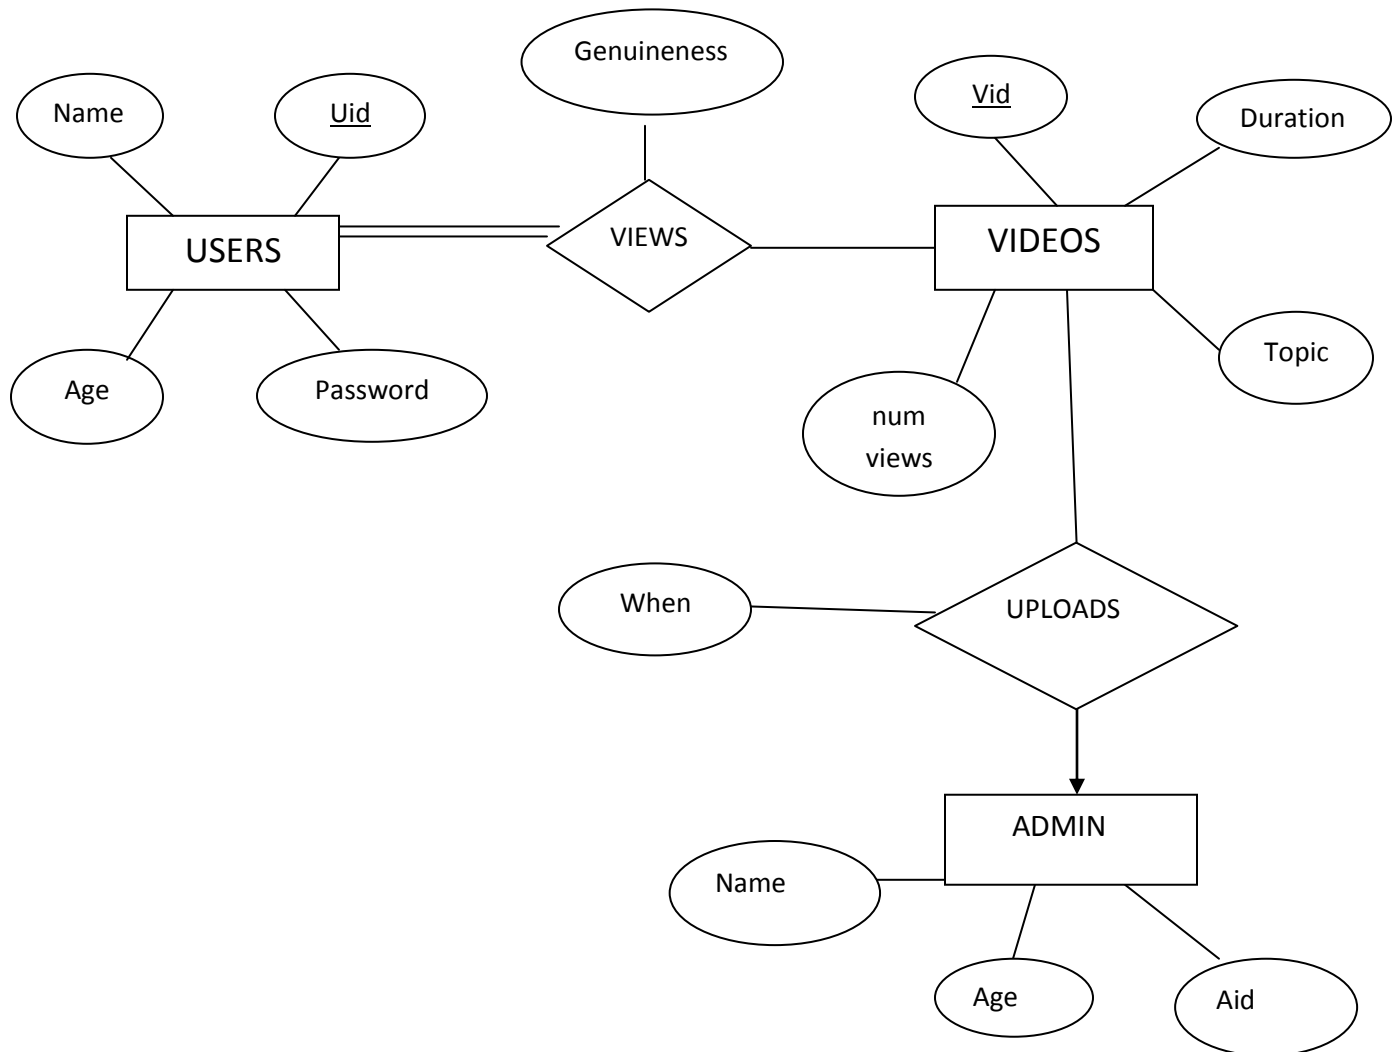 Genuineness
Name
Uid
Vid
Duration
USERS
VIEWS
VIDEOS
Age
Password
num
views
Topic
When
UPLOADS
ADMIN
Name
Age
Aid